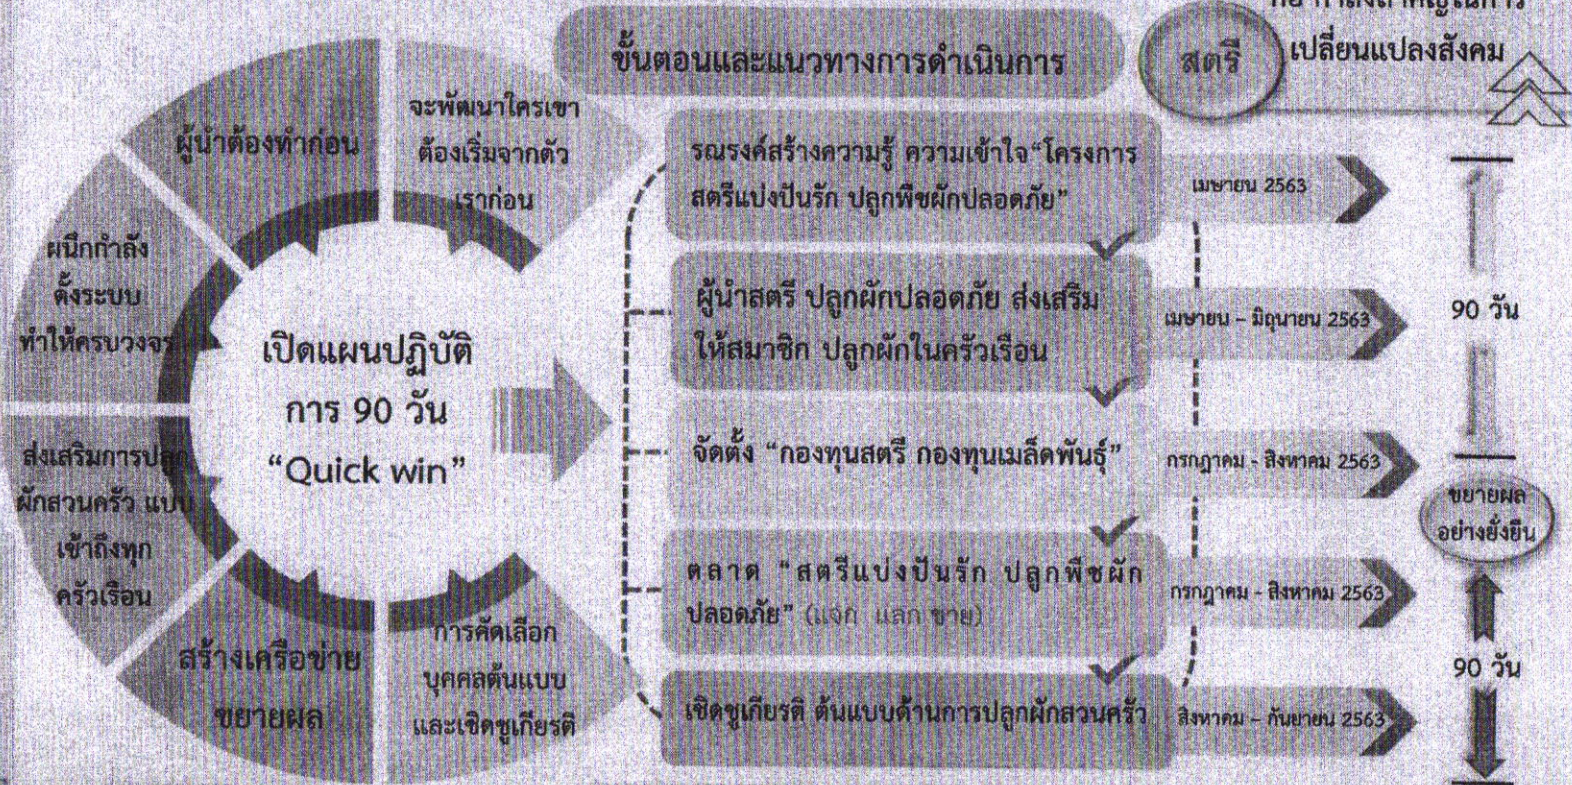 ขั้นตอนและแนวทางการดำเนินการ
สตรี
เปลี่ยนแปลงสังคม
จะพัฒนาใครเขา
ต้องเริ่มจากตัว
เราก่อน
ผู้นำต้องทำก่อน
ผนึกกำลัง
ตั้งระบบ
ทำให้ครบวงจร
ส่งเสริมการปลูก
ผักสวนครัว แบบ
เข้าถึงทุก
ครัวเรือน
สร้างเครือข่าย
ขยายผล
การคัดเลือก
บุคคลต้นแบบ
และเชิดชูเกียรติ
เปิดแผนปฏิบัติ
การ 90 วัน
“Quick win”
รณรงค์สร้างความรู้ ความเข้าใจ“โครงการ
สตรีแบ่งปันรัก ปลูกพืชผักปลอดภัย”
เมษายน 2563
ผู้นำสตรี ปลูกผักปลอดภัย ส่งเสริม
ให้สมาชิก ปลูกผักในครัวเรือน
เมษายน – มิถุนายน 2563
90 วัน
จัดตั้ง “กองทุนสตรี กองทุนเมล็ดพันธุ์”
กรกฎาคม - สิงหาคม 2563
ขยายผล
อย่างยั่งยืน
ตลาด “สตรีแบ่งปันรัก ปลูกพืชผัก
ปลอดภัย” (แจก แลก ขาย)
กรกฎาคม - สิงหาคม 2563
90 วัน
เชิดชูเกียรติ ต้นแบบด้านการปลูกผักสวนครัว
สิงหาคม – กันยายน 2563